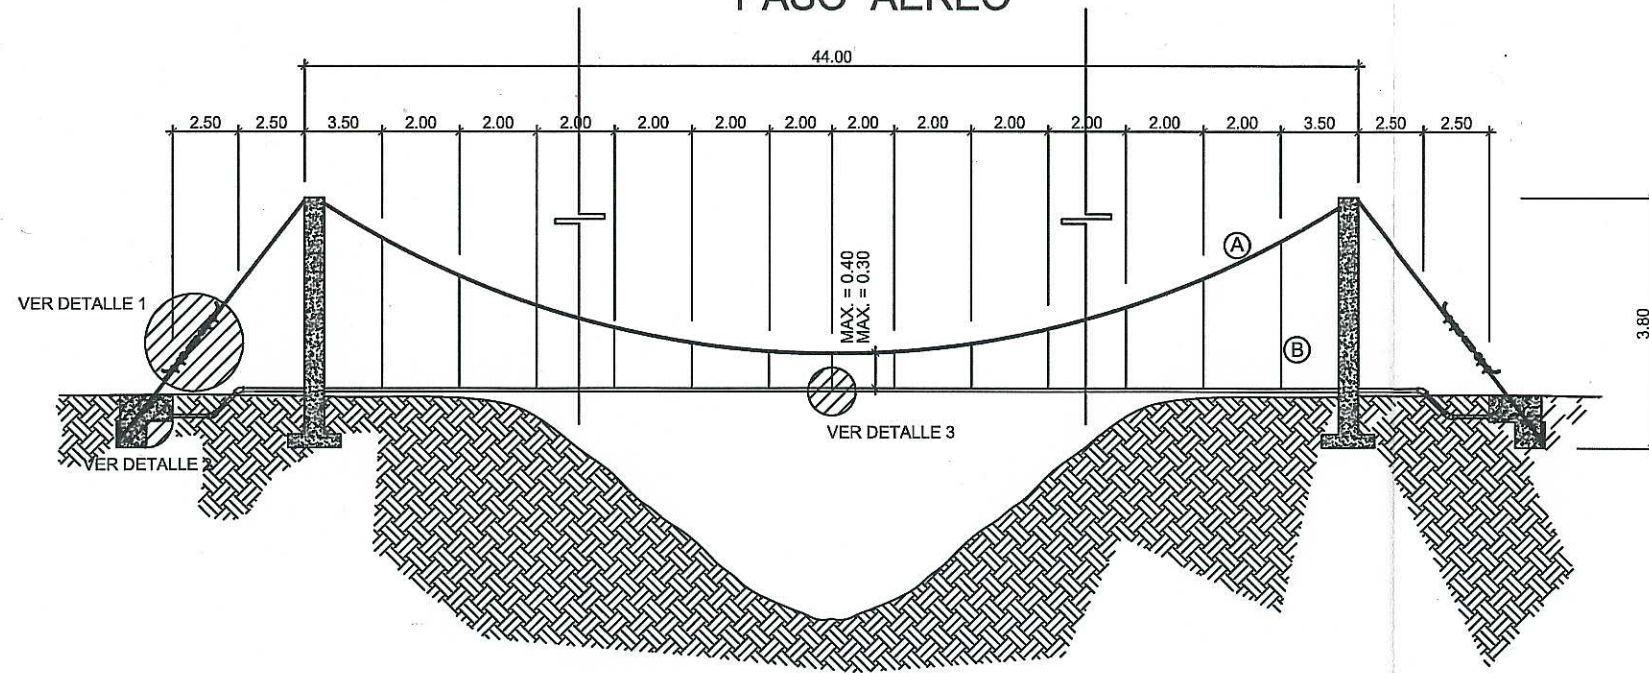 PASO AEREO
44.00
2.50 2.50 3.50 2.00 2.00 2.00 2.00 2.00 2.00 2.00 2.00 2.00 2.00 2.00 2.00 3.50 2.50 2.50
A
MAX. = 0.40
MAX. = 0.30
VER DETALLE 1
3.80
B
VER DETALLE 3
VER DETALLE 2